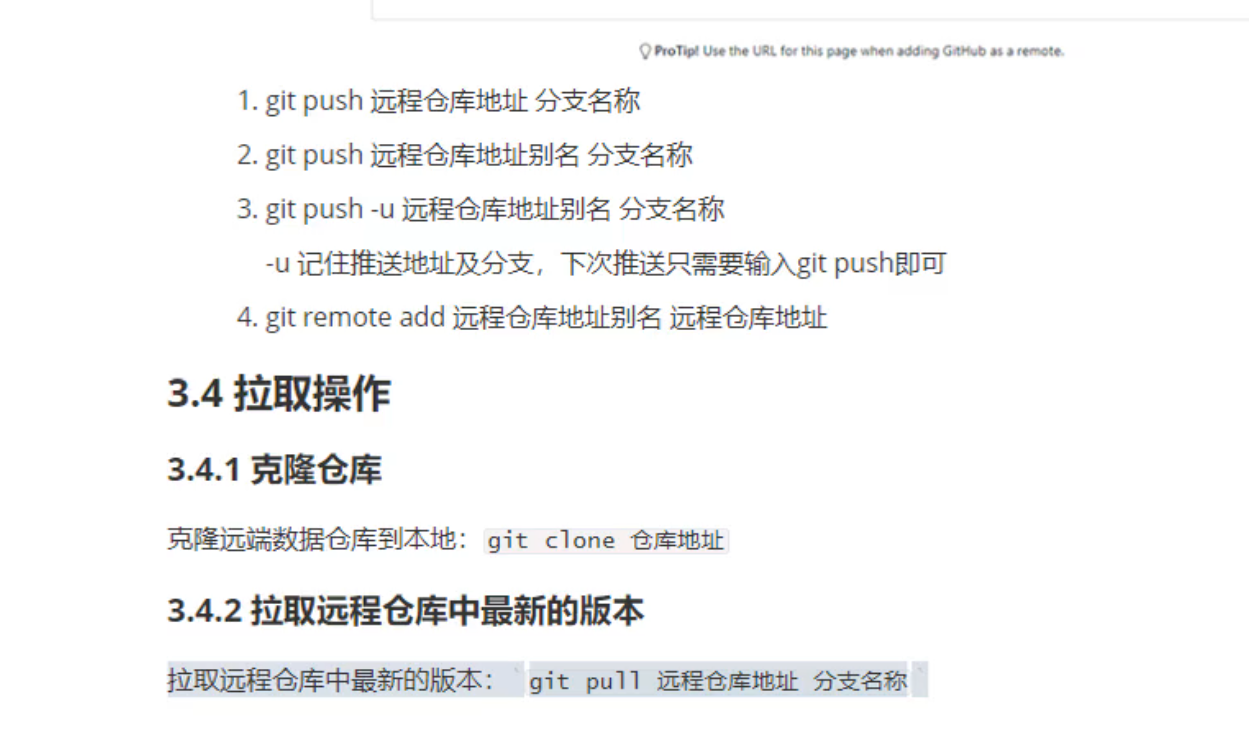 ProTip! Use the URL for this page when adding GitHub as a remote.
1. git push 远程仓库地址 分支名称
2. git push 远程仓库地址别名 分支名称
3. git push -u 远程仓库地址别名 分支名称
-u 记住推送地址及分支，下次推送只需要输入git push即可
4. git remote add 远程仓库地址别名 远程仓库地址
3.4 拉取操作
3.4.1 克隆仓库
克隆远端数据仓库到本地：git clone 仓库地址
3.4.2 拉取远程仓库中最新的版本
拉取远程仓库中最新的版本：`git pull 远程仓库地址 分支名称`